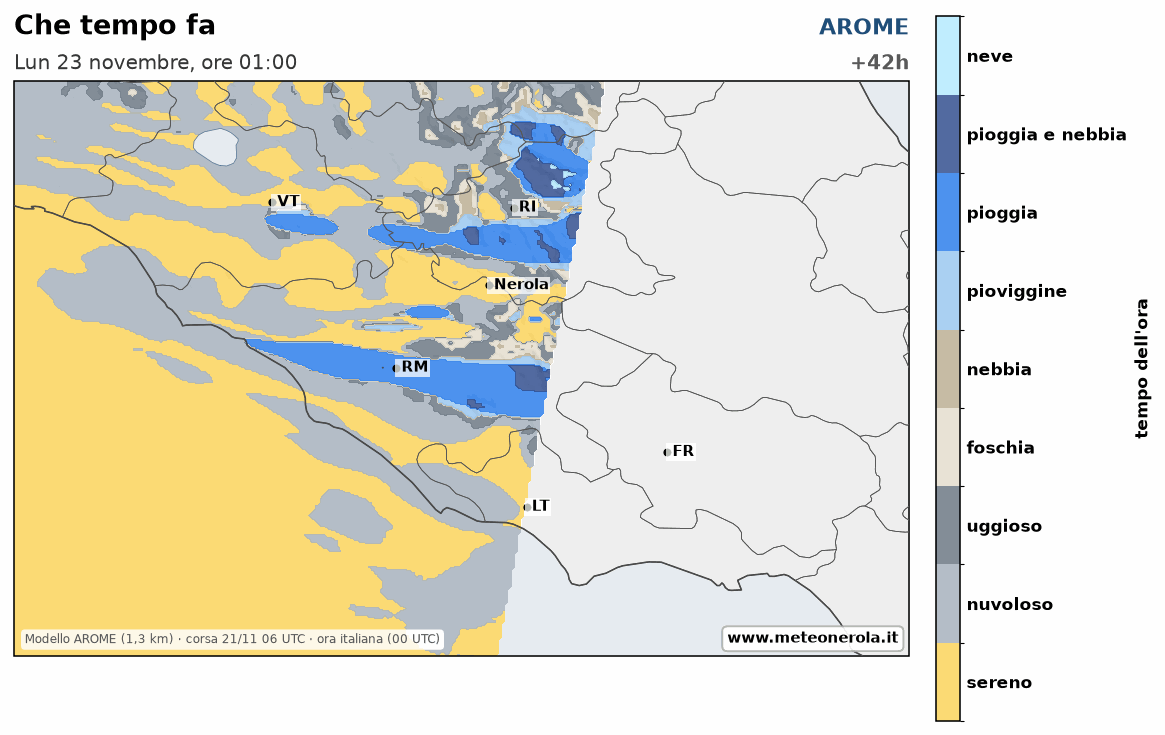 Che tempo fa
AROME
Lun 23 novembre, ore 01:00
+42h
neve
pioggia e nebbia
pioggia
pioviggine
nebbia
foschia
uggioso
nuvoloso
sereno
tempo dell'ora
VT
RI
Nerola
RM
FR
LT
Modello AROME (1,3 km) · corsa 21/11 06 UTC · ora italiana (00 UTC)
www.meteonerola.it